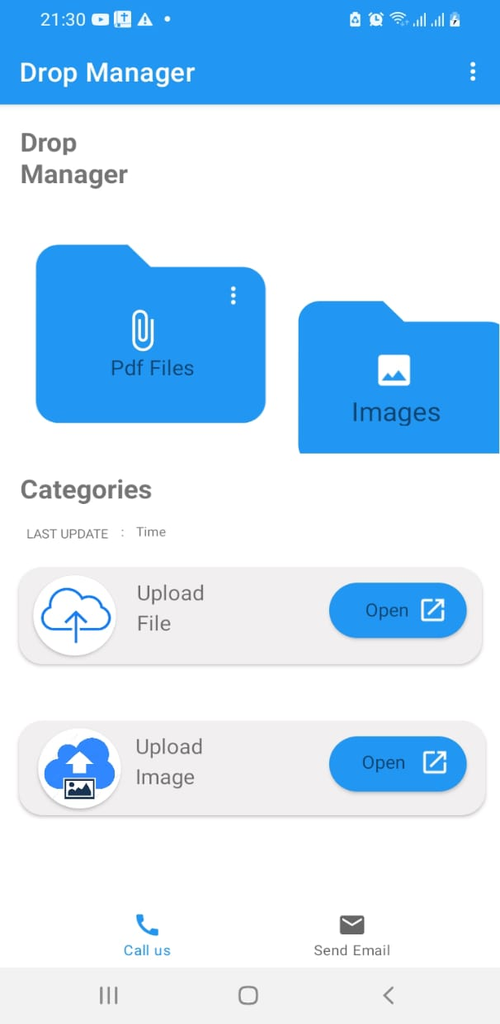 21:30
Drop Manager
Drop
Manager
Pdf Files
Images
Categories
LAST UPDATE : Time
Upload
File
Open
Upload
Image
Open
Call us
Send Email